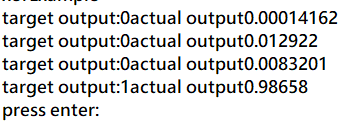 target output:0actual output0.00014162
target output:0actual output0.012922
target output:0actual output0.0083201
target output:1actual output0.98658
press enter: